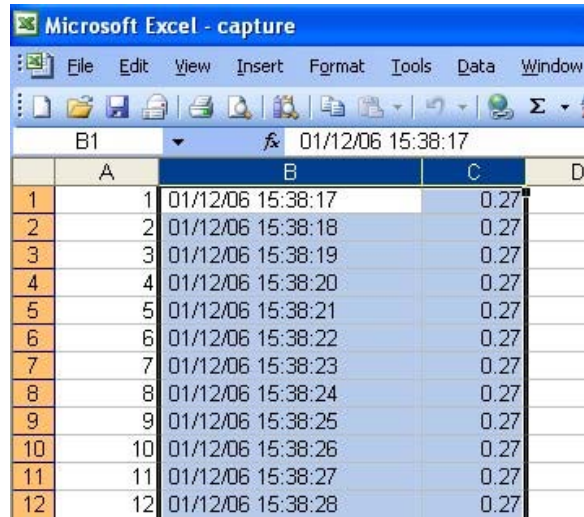 Microsoft Excel - capture
File Edit View Insert Format Tools Data Window
B1 fx 01/12/06 15:38:17
A B C D
1 1 01/12/06 15:38:17 0.27
2 2 01/12/06 15:38:18 0.27
3 3 01/12/06 15:38:19 0.27
4 4 01/12/06 15:38:20 0.27
5 5 01/12/06 15:38:21 0.27
6 6 01/12/06 15:38:22 0.27
7 7 01/12/06 15:38:23 0.27
8 8 01/12/06 15:38:24 0.27
9 9 01/12/06 15:38:25 0.27
10 10 01/12/06 15:38:26 0.27
11 11 01/12/06 15:38:27 0.27
12 12 01/12/06 15:38:28 0.27